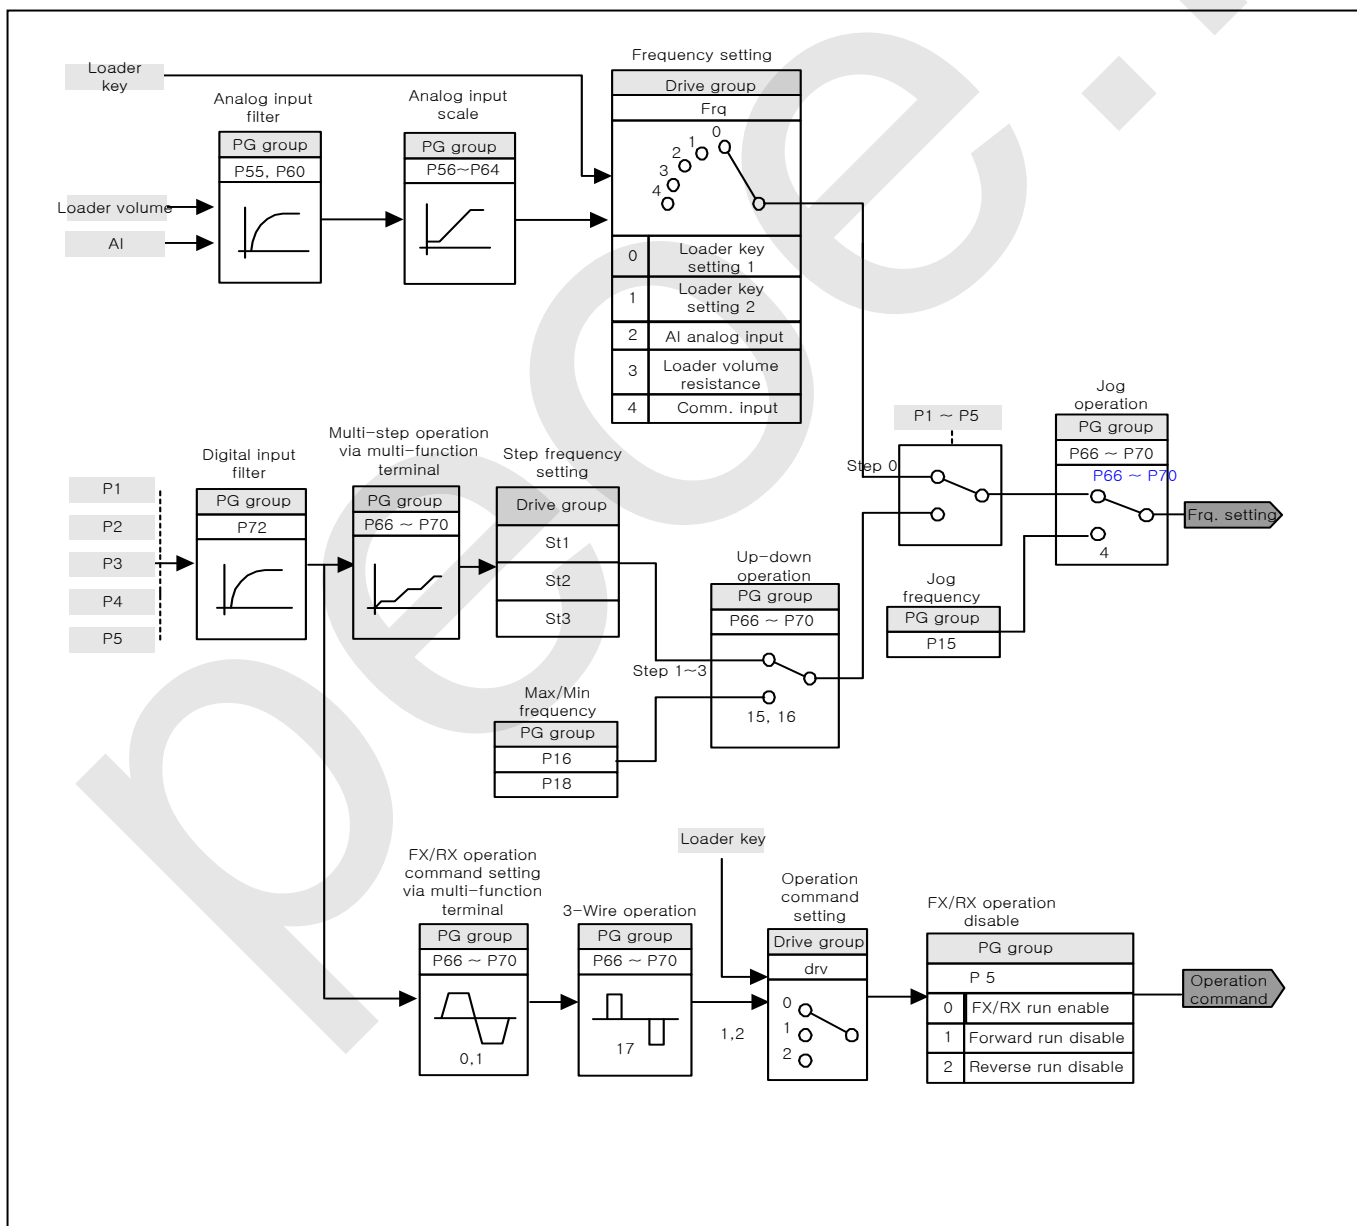 Frequency setting
Loader
key
Drive group
Frq
0
1
2
3
4
0
Loader key
setting 1
1
Loader key
setting 2
2
AI analog input
3
Loader volume
resistance
4
Comm. input
Analog input
filter
PG group
P55, P60
Analog input
scale
PG group
P56~P64
Loader volume
AI
P1 ~ P5
Step 0
Jog
operation
PG group
P66 ~ P70
P66 ~ P70
4
Frq. setting
P1
P2
P3
P4
P5
Digital input
filter
PG group
P72
Multi-step operation
via multi-function
terminal
PG group
P66 ~ P70
Step frequency
setting
Drive group
St1
St2
St3
Step 1~3
Up-down
operation
PG group
P66 ~ P70
15, 16
Jog
frequency
PG group
P15
Max/Min
frequency
PG group
P16
P18
Loader key
FX/RX operation
command setting
via multi-function
terminal
PG group
P66 ~ P70
0,1
3-Wire operation
PG group
P66 ~ P70
17
1,2
Operation
command
setting
Drive group
drv
0
1
2
FX/RX operation
disable
PG group
P 5
0
FX/RX run enable
1
Forward run disable
2
Reverse run disable
Operation
command